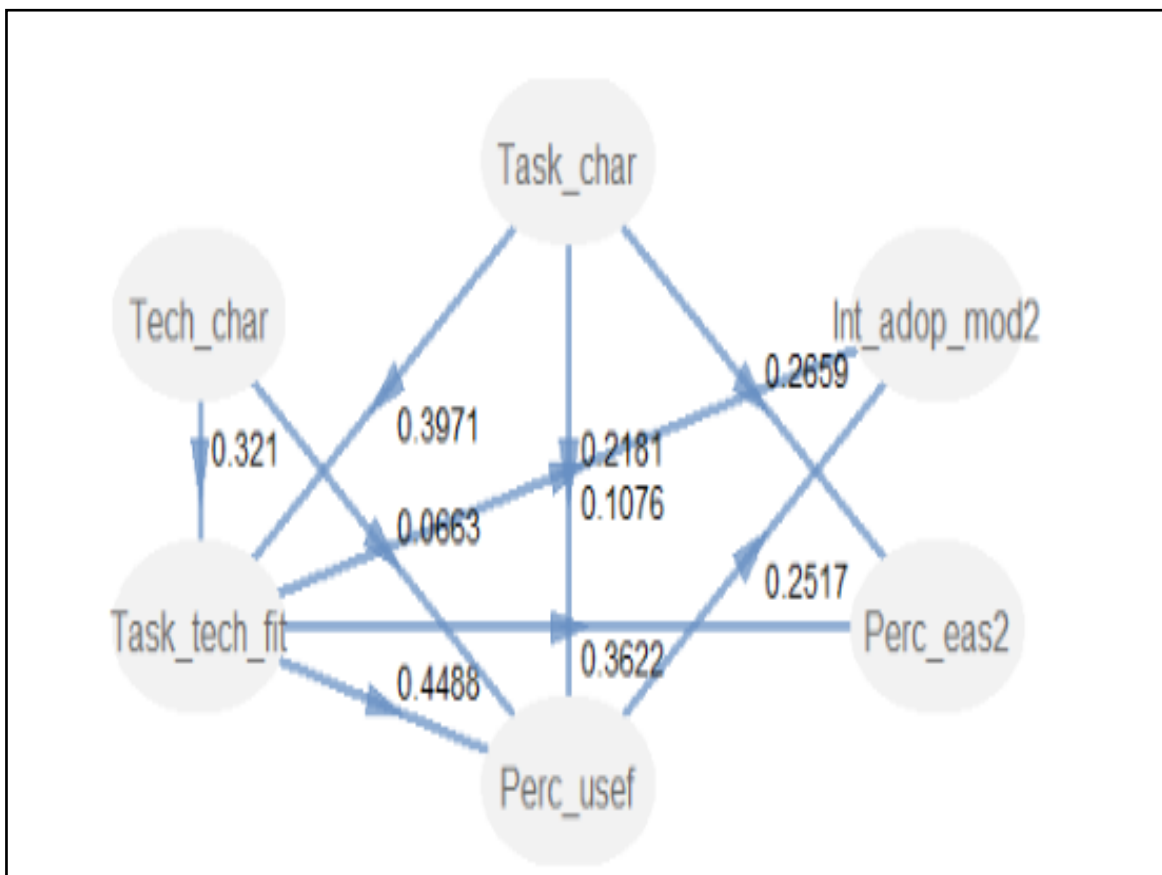 Task_char
Tech_char
Int_adop_mod2
0.2659
0.3971
0.321
0.2181
0.1076
0.0663
0.2517
Task_tech_fit
Perc_eas2
0.3622
0.4488
Perc_usef